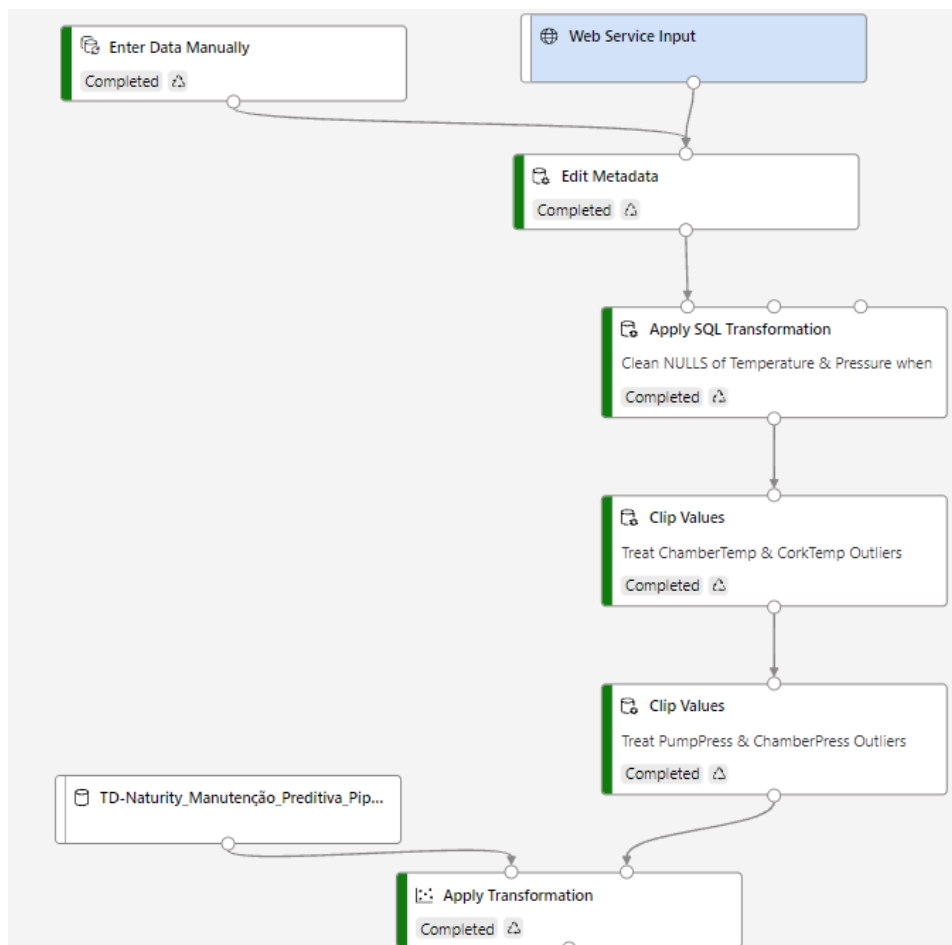 Enter Data Manually
Completed
Web Service Input
Edit Metadata
Completed
Apply SQL Transformation
Clean NULLS of Temperature & Pressure when
Completed
Clip Values
Treat ChamberTemp & CorkTemp Outliers
Completed
Clip Values
Treat PumpPress & ChamberPress Outliers
Completed
TD-Naturity_Manutenção_Preditiva_Pip...
Apply Transformation
Completed